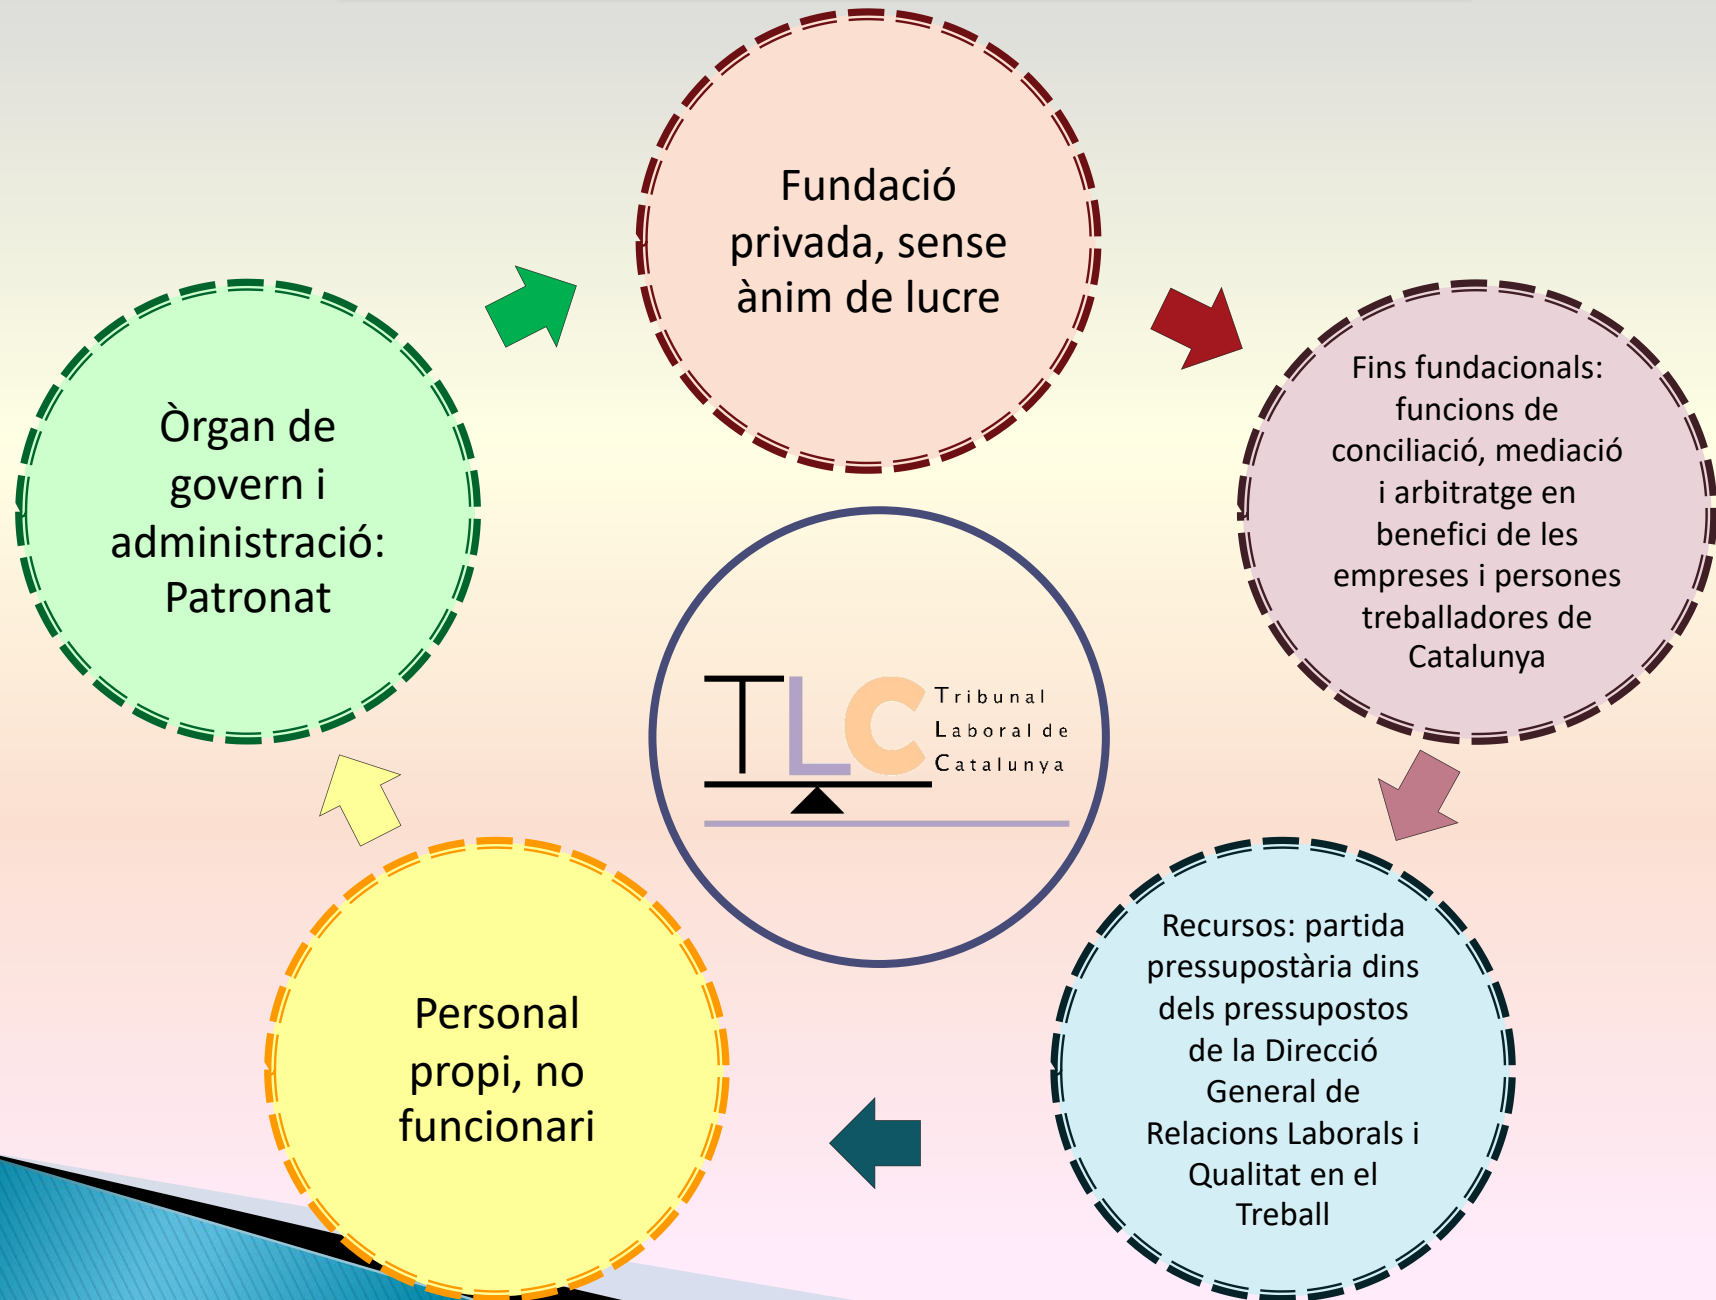 Fundació
privada, sense
ànim de lucre
Fins fundacionals:
funcions de
conciliació, mediació
i arbitratge en
benefici de les
empreses i persones
treballadores de
Catalunya
Recursos: partida
pressupostària dins
dels pressupostos
de la Direcció
General de
Relacions Laborals i
Qualitat en el
Treball
Personal
propi, no
funcionari
Òrgan de
govern i
administració:
Patronat
TLC
Tribunal
Laboral de
Catalunya